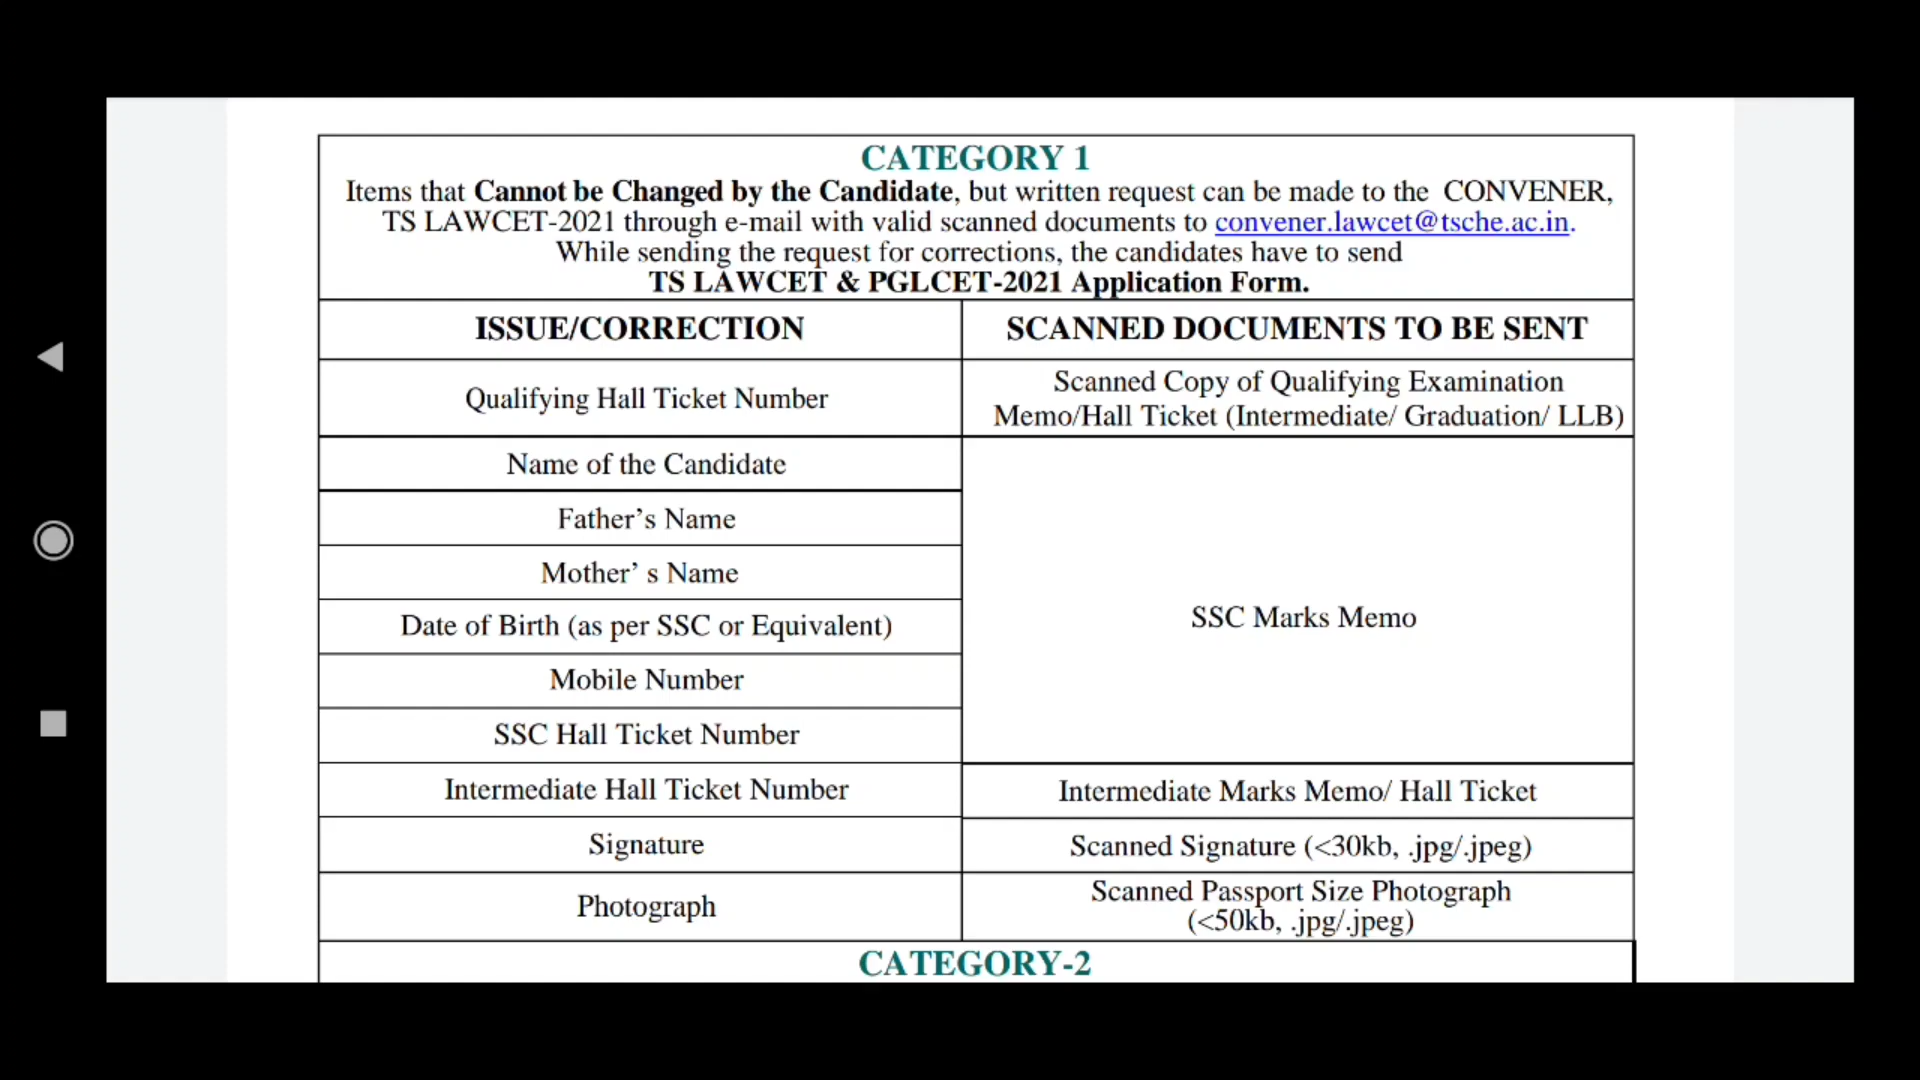 CATEGORY 1
Items that Cannot be Changed by the Candidate, but written request can be made to the CONVENER,
TS LAWCET-2021 through e-mail with valid scanned documents to convener.lawcet@tsche.ac.in.
While sending the request for corrections, the candidates have to send
TS LAWCET & PGLCET-2021 Application Form.
ISSUE/CORRECTION
SCANNED DOCUMENTS TO BE SENT
Qualifying Hall Ticket Number
Scanned Copy of Qualifying Examination
Memo/Hall Ticket (Intermediate/ Graduation/ LLB)
Name of the Candidate
Father’s Name
Mother’ s Name
Date of Birth (as per SSC or Equivalent)
Mobile Number
SSC Hall Ticket Number
SSC Marks Memo
Intermediate Hall Ticket Number
Intermediate Marks Memo/ Hall Ticket
Signature
Scanned Signature (<30kb, .jpg/.jpeg)
Photograph
Scanned Passport Size Photograph
(<50kb, .jpg/.jpeg)
CATEGORY-2